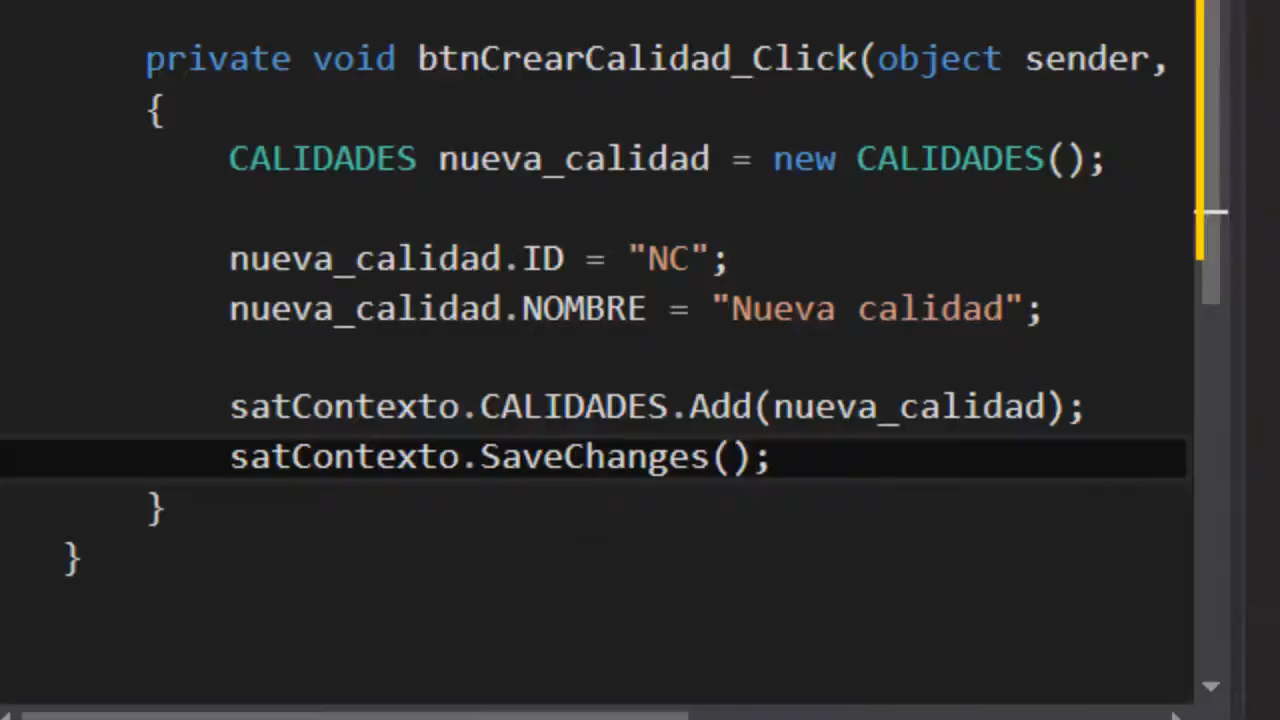 private void btnCrearCalidad_Click(object sender,
{
CALIDADES nueva_calidad = new CALIDADES();
nueva_calidad.ID = "NC";
nueva_calidad.NOMBRE = "Nueva calidad";
satContexto.CALIDADES.Add(nueva_calidad);
satContexto.SaveChanges();
}
}